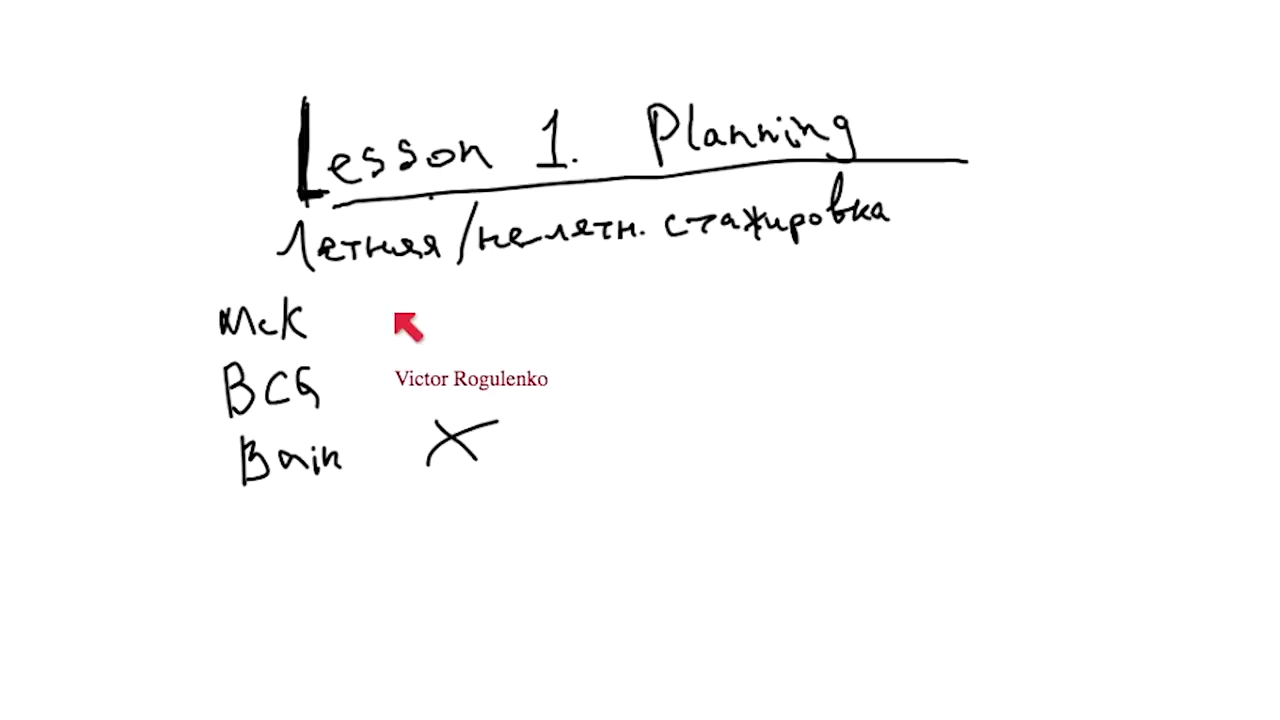 Lesson 1. Planning
Летняя/нелетн. стажировка
McK
BCG
Victor Rogulenko
Bain X